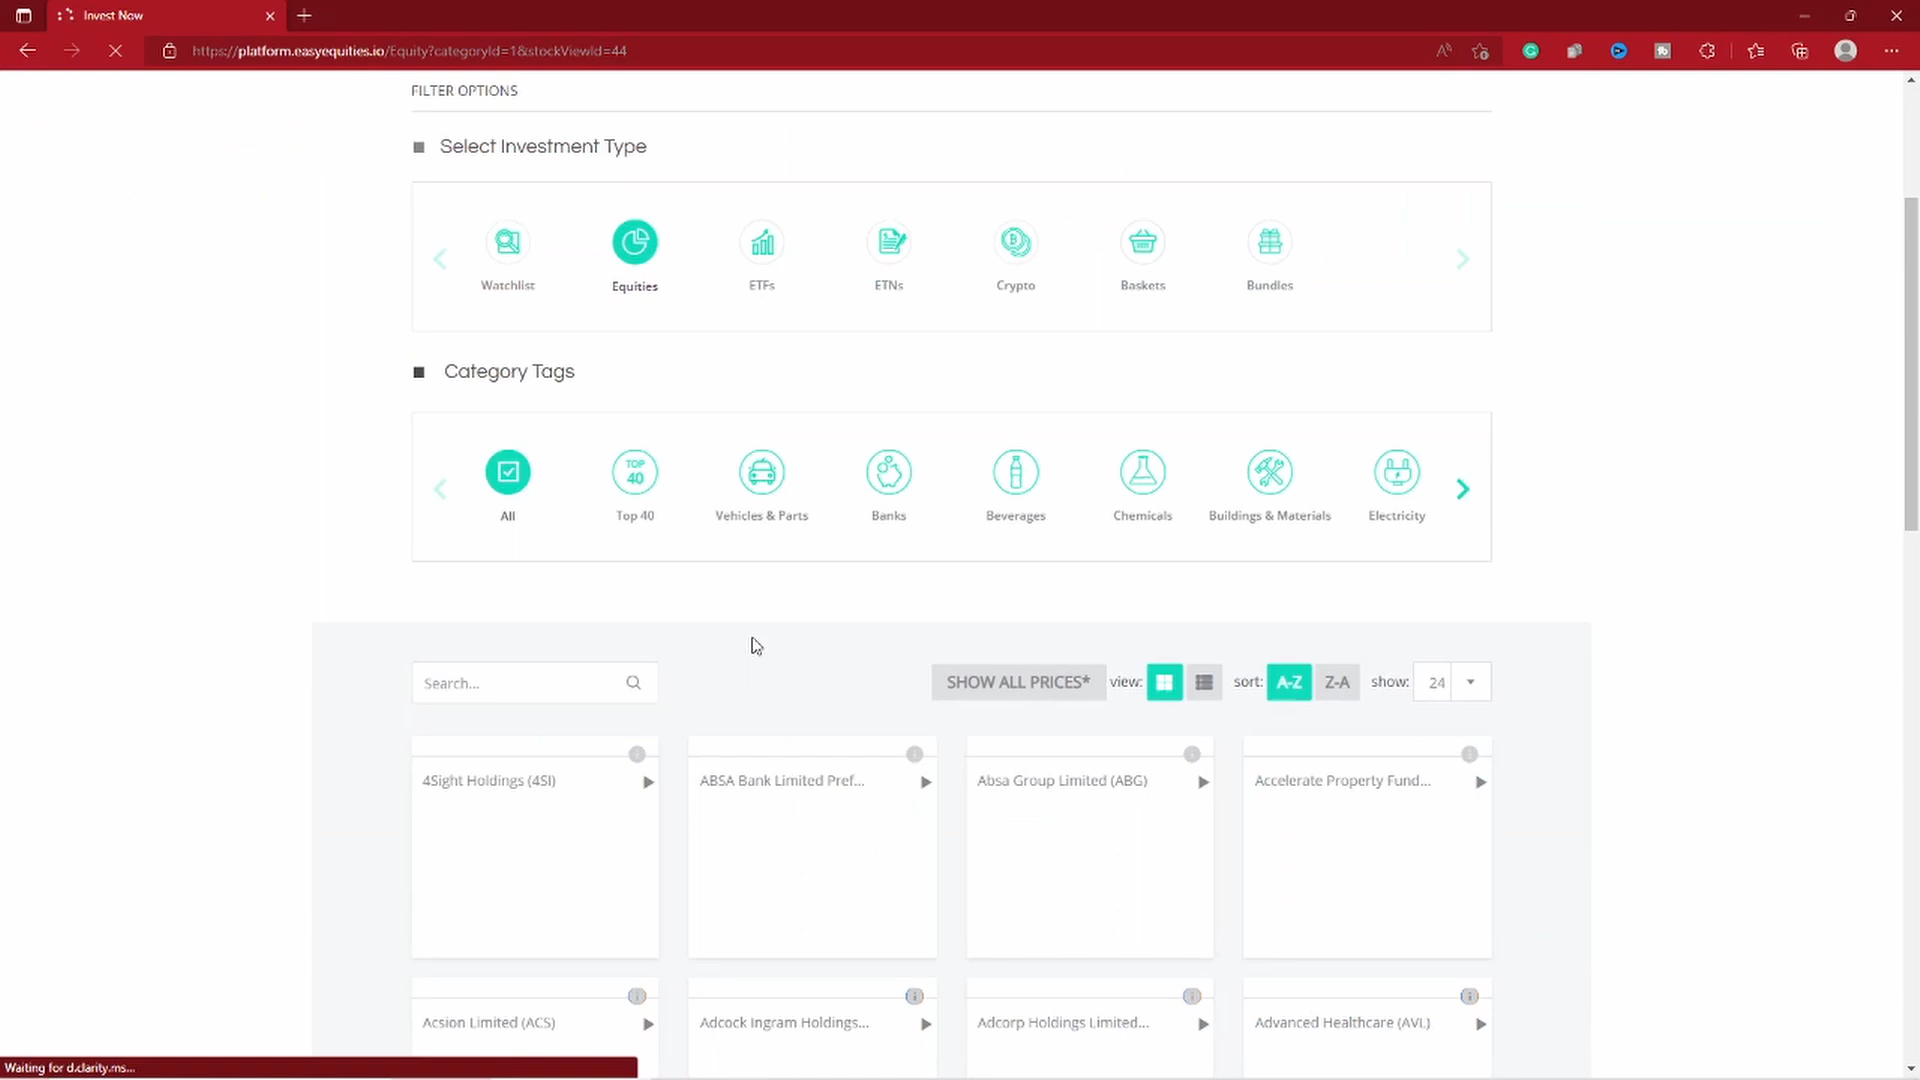 Invest Now
https://platform.easyequities.io/Equity?categoryId=1&stockViewId=44
FILTER OPTIONS
Select Investment Type
Watchlist
Equities
ETFs
ETNs
Crypto
Baskets
Bundles
Category Tags
TOP
40
All
Top 40
Vehicles & Parts
Banks
Beverages
Chemicals
Buildings & Materials
Electricity
Search...
SHOW ALL PRICES* view: sort: A-Z Z-A show: 24
4Sight Holdings (4SI)
ABSA Bank Limited Pref...
Absa Group Limited (ABG)
Accelerate Property Fund...
Acsion Limited (ACS)
Adcock Ingram Holdings...
Adcorp Holdings Limited...
Advanced Healthcare (AVL)
Waiting for d.clarity.ms...